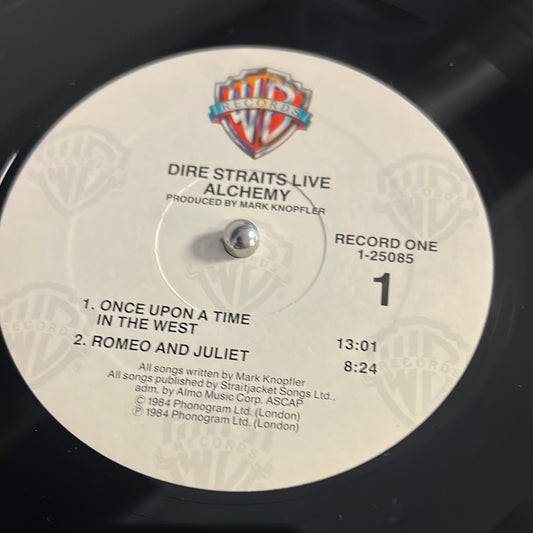 WB
RECORDS
DIRE STRAITS LIVE
ALCHEMY
PRODUCED BY MARK KNOPFLER
RECORD ONE
1-25085
1
1. ONCE UPON A TIME
IN THE WEST 13:01
2. ROMEO AND JULIET 8:24
All songs written by Mark Knopfler
All songs published by Straitjacket Songs Ltd.,
adm. by Almo Music Corp. ASCAP
© 1984 Phonogram Ltd. (London)
℗ 1984 Phonogram Ltd. (London)